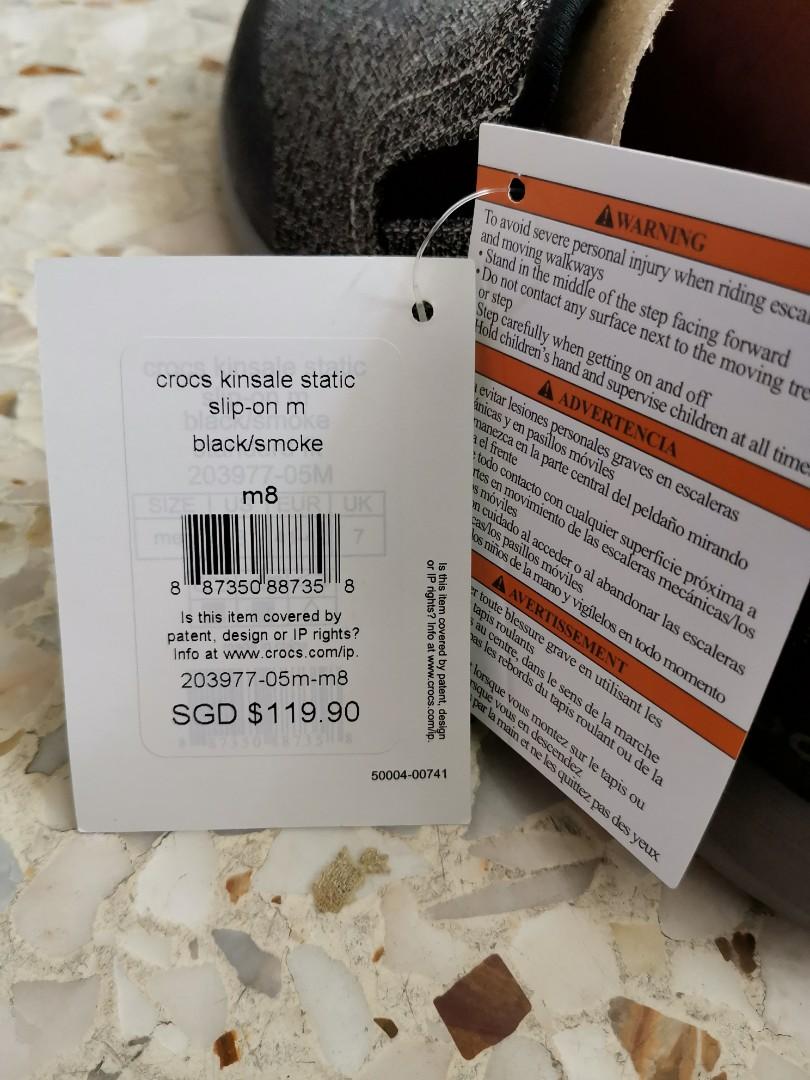 crocs kinsale static
slip-on m
black/smoke
203977-05M
m8
SIZE US EUR UK
7
8 87350 88735 8
Is this item covered by
patent, design or IP rights?
Info at www.crocs.com/ip.
203977-05m-m8
SGD $119.90
Is this item covered by patent, design
or IP rights? Info at www.crocs.com/ip.
50004-00741
WARNING
To avoid severe personal injury when riding
and moving walkways
• Stand in the middle of the step facing forward
• Do not contact any surface next to the moving
or step
Step carefully when getting on and off
Hold children's hand and supervise children at all times
ADVERTENCIA
evitar lesiones personales graves en escaleras
y en pasillos móviles
en la parte central del peldaño mirando
el frente
todo contacto con cualquier superficie próxima a
en movimiento de las escaleras mecánicas/los
móviles
cuidado al acceder o al abandonar las escaleras
pasillos móviles
los niños de la mano y vigílelos en todo momento
AVERTISSEMENT
toute blessure grave en utilisant les
tapis roulants
au centre, dans le sens de la marche
les rebords du tapis roulant ou de la
lorsque vous montez sur le tapis ou
vous en descendez
par la main et ne les quittez pas des yeux